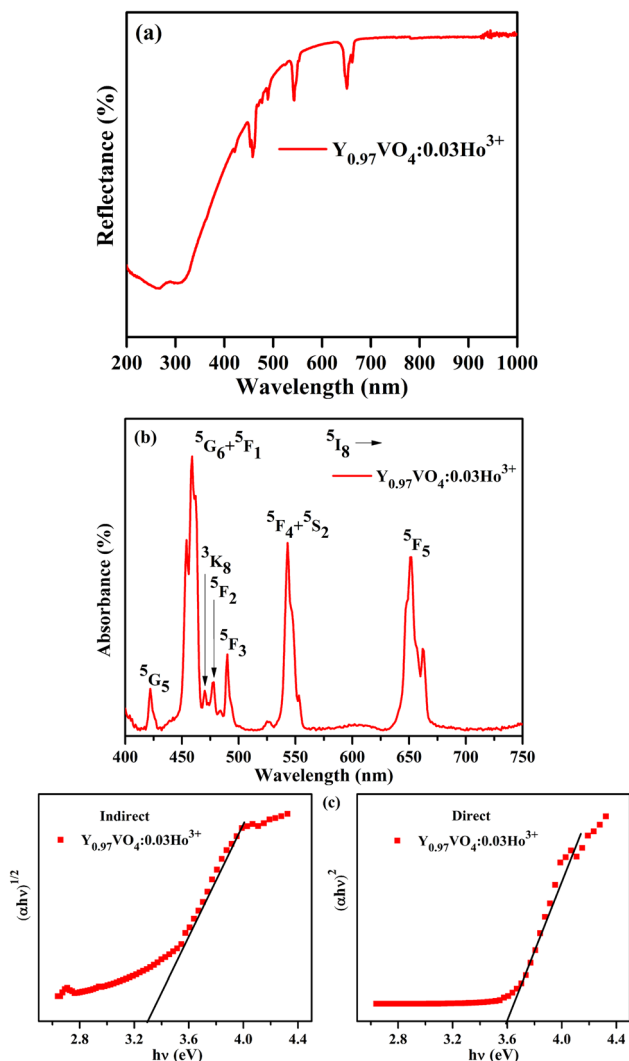 (a)
Reflectance (%)
Y0.97VO4:0.03Ho3+
200 300 400 500 600 700 800 900 1000
Wavelength (nm)
(b)
5G6+5F1
5I8
Y0.97VO4:0.03Ho3+
5F4+5S2
5F5
3K8
5F2
5F3
5G5
Absorbance (%)
400 450 500 550 600 650 700 750
Wavelength (nm)
(c)
Indirect
Y0.97VO4:0.03Ho3+
(αhν)1/2
2.8 3.2 3.6 4.0 4.4
hν (eV)
Direct
Y0.97VO4:0.03Ho3+
(αhν)2
2.8 3.2 3.6 4.0 4.4
hν (eV)